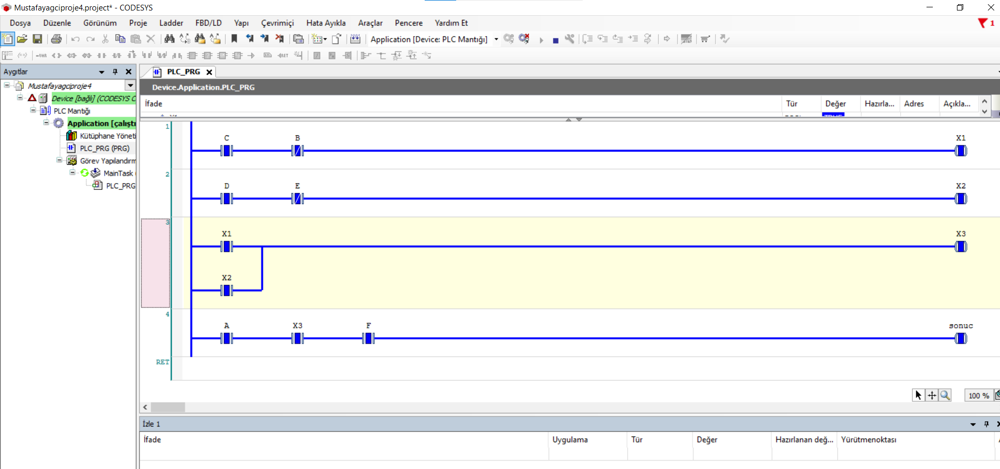 Mustafayagciproje4.project* - CODESYS
Dosya Düzenle Görünüm Proje Ladder FBD/LD Yapı Çevrimiçi Hata Ayıkla Araçlar Pencere Yardım Et 1
Application [Device: PLC Mantığı]
Aygıtlar
Mustafayagciproje4
Device [bağlı] (CODESYS C
PLC Mantığı
Application [çalıştı
Kütüphane Yöneti
PLC_PRG (PRG)
Görev Yapılandırm
MainTask
PLC_PRG
PLC_PRG
Device.Application.PLC_PRG
İfade Tür Değer Hazırla... Adres Açıkla...
1
C B X1
2
D E X2
3
X1 X3
X2
4
A X3 F sonuc
RET
100 %
İzle 1
İfade Uygulama Tür Değer Hazırlanan değ... Yürütmenoktası